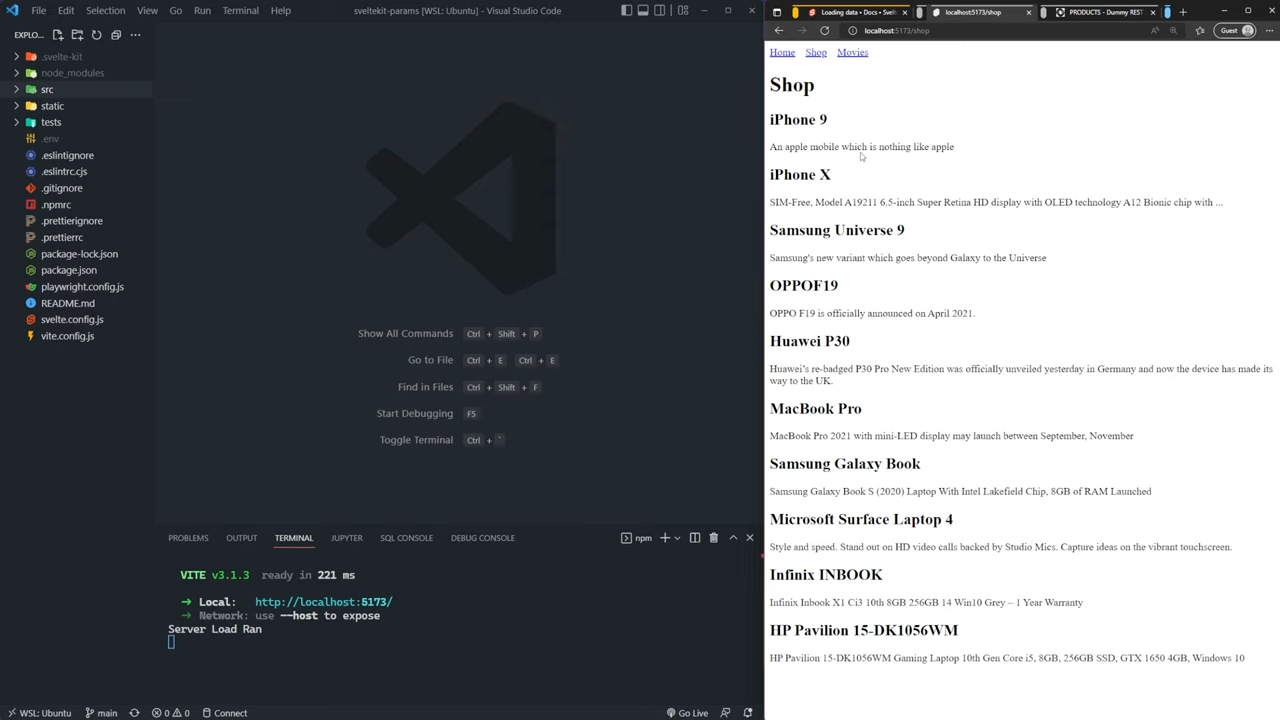 File Edit Selection View Go Run Terminal Help
sveltekit-params [WSL: Ubuntu] - Visual Studio Code
EXPLO...
.svelte-kit
node_modules
src
static
tests
.env
.eslintignore
.eslintrc.cjs
.gitignore
.npmrc
.prettierignore
.prettierrc
package-lock.json
package.json
playwright.config.js
README.md
svelte.config.js
vite.config.js
Show All Commands Ctrl + Shift + P
Go to File Ctrl + E Ctrl + E
Find in Files Ctrl + Shift + F
Start Debugging F5
Toggle Terminal Ctrl + `
PROBLEMS OUTPUT TERMINAL JUPYTER SQL CONSOLE DEBUG CONSOLE
npm
VITE v3.1.3 ready in 221 ms
➜ Local: http://localhost:5173/
➜ Network: use --host to expose
Server Load Ran
WSL: Ubuntu main 0 0 Connect Go Live
Loading data • Docs • Svel
localhost:5173/shop
PRODUCTS - Dummy REST
localhost:5173/shop
Guest
Home Shop Movies
Shop
iPhone 9
An apple mobile which is nothing like apple
iPhone X
SIM-Free, Model A19211 6.5-inch Super Retina HD display with OLED technology A12 Bionic chip with ...
Samsung Universe 9
Samsung's new variant which goes beyond Galaxy to the Universe
OPPOF19
OPPO F19 is officially announced on April 2021.
Huawei P30
Huawei's re-badged P30 Pro New Edition was officially unveiled yesterday in Germany and now the device has made its
way to the UK.
MacBook Pro
MacBook Pro 2021 with mini-LED display may launch between September, November
Samsung Galaxy Book
Samsung Galaxy Book S (2020) Laptop With Intel Lakefield Chip, 8GB of RAM Launched
Microsoft Surface Laptop 4
Style and speed. Stand out on HD video calls backed by Studio Mics. Capture ideas on the vibrant touchscreen.
Infinix INBOOK
Infinix Inbook X1 Ci3 10th 8GB 256GB 14 Win10 Grey – 1 Year Warranty
HP Pavilion 15-DK1056WM
HP Pavilion 15-DK1056WM Gaming Laptop 10th Gen Core i5, 8GB, 256GB SSD, GTX 1650 4GB, Windows 10